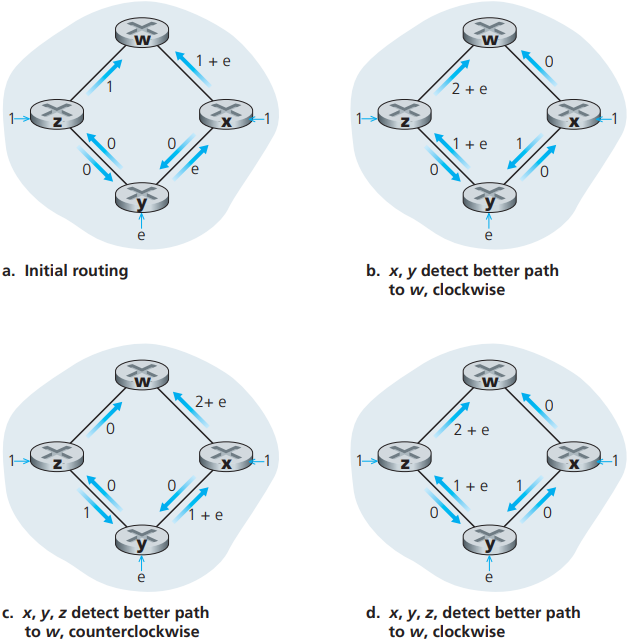 w
1 + e
1
1
z
x
1
0
0
0
e
y
e
a. Initial routing
w
0
2 + e
1
z
x
1
1 + e
1
0
0
y
e
b. x, y detect better path
to w, clockwise
w
2+ e
0
1
z
x
1
0
0
1
1 + e
y
e
c. x, y, z detect better path
to w, counterclockwise
w
0
2 + e
1
z
x
1
1 + e
1
0
0
y
e
d. x, y, z, detect better path
to w, clockwise